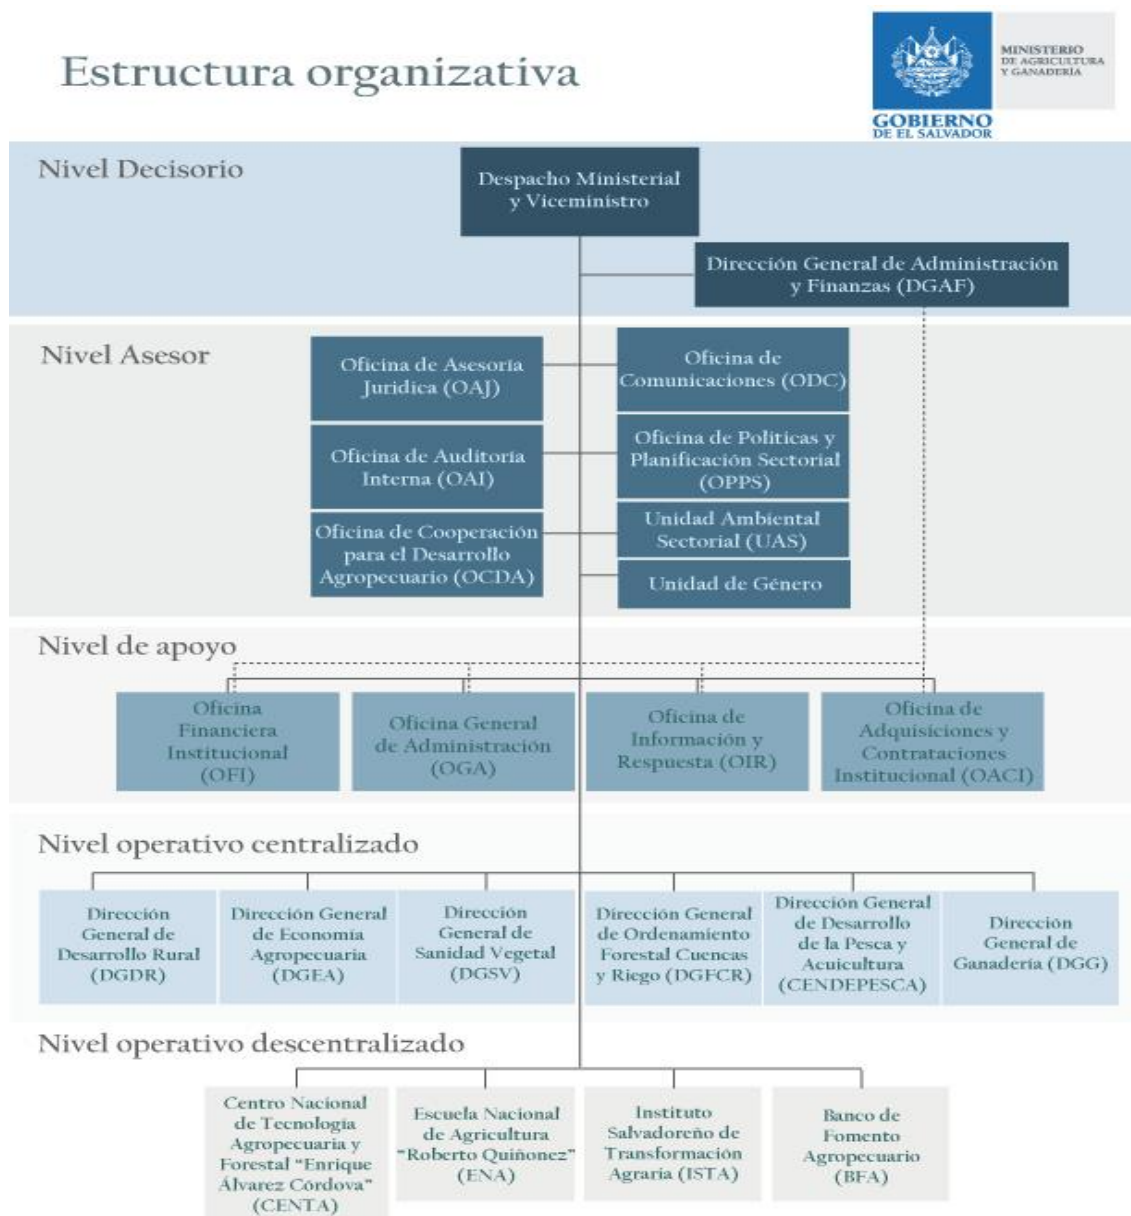 Estructura organizativa
MINISTERIO
DE AGRICULTURA
Y GANADERÍA
GOBIERNO
DE EL SALVADOR
Nivel Decisorio
Despacho Ministerial
y Viceministro
Dirección General de Administración
y Finanzas (DGAF)
Nivel Asesor
Oficina de Asesoría
Juridica (OAJ)
Oficina de
Comunicaciones (ODC)
Oficina de Auditoría
Interna (OAI)
Oficina de Politicas y
Planificación Sectorial
(OPPS)
Oficina de Cooperación
para el Desarrollo
Agropecuario (OCDA)
Unidad Ambiental
Sectorial (UAS)
Unidad de Género
Nivel de apoyo
Oficina
Financiera
Institucional
(OFI)
Oficina General
de Administración
(OGA)
Oficina de
Información y
Respuesta (OIR)
Oficina de
Adquisiciones y
Contrataciones
Institucional (OACI)
Nivel operativo centralizado
Dirección
General de
Desarrollo Rural
(DGDR)
Dirección General
de Economía
Agropecuaria
(DGEA)
Dirección
General de
Sanidad Vegetal
(DGSV)
Dirección General
de Ordenamiento
Forestal Cuencas
y Riego (DGFCR)
Dirección General
de Desarrollo
de la Pesca y
Acuicultura
(CENDEPESCA)
Dirección
General de
Ganadería (DGG)
Nivel operativo descentralizado
Centro Nacional
de Tecnología
Agropecuaria y
Forestal “Enrique
Álvarez Córdova”
(CENTA)
Escuela Nacional
de Agricultura
“Roberto Quiñonez”
(ENA)
Instituto
Salvadoreño de
Transformación
Agraria (ISTA)
Banco de
Fomento
Agropecuario
(BFA)